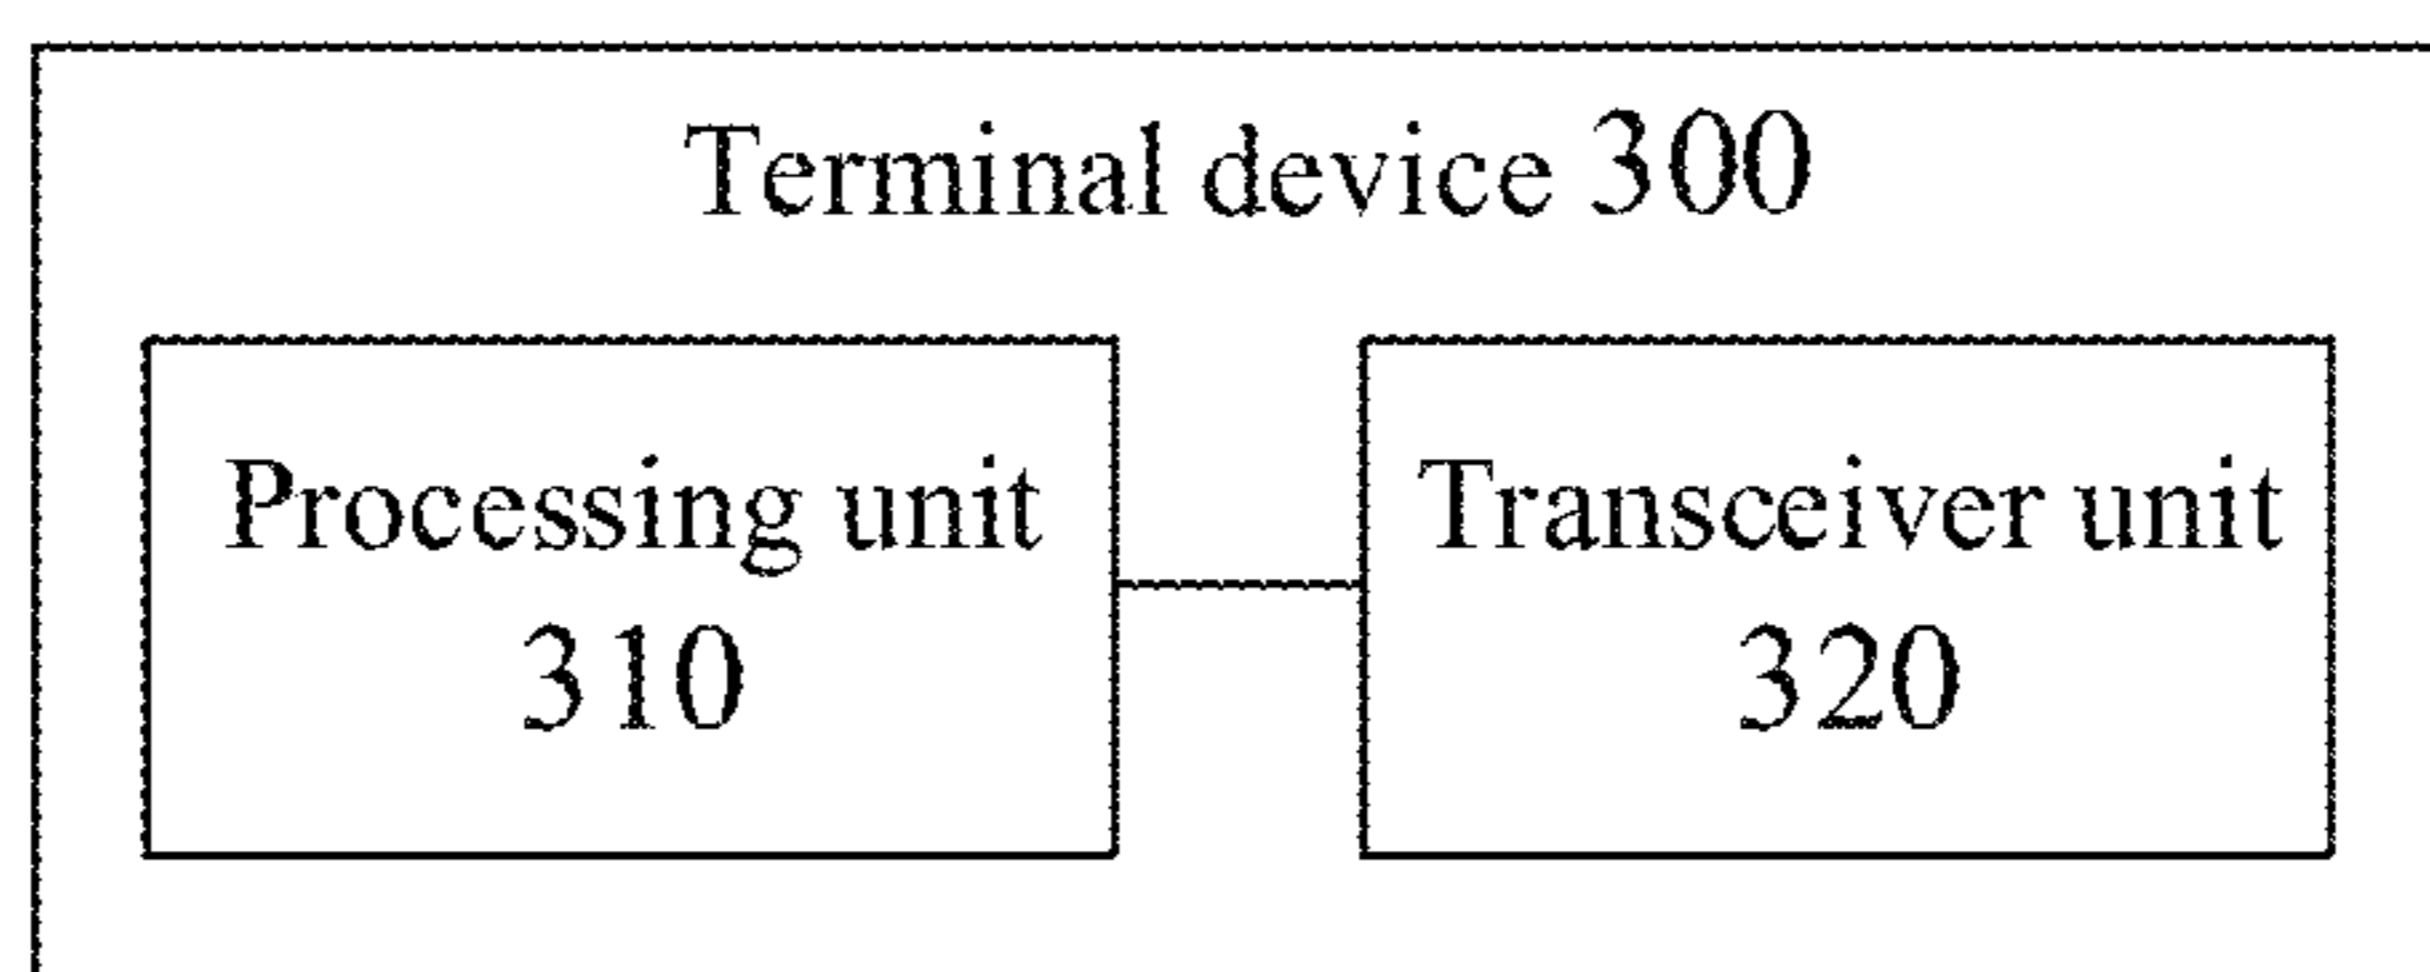 Terminal device 300
Processing unit
310
Transceiver unit
320